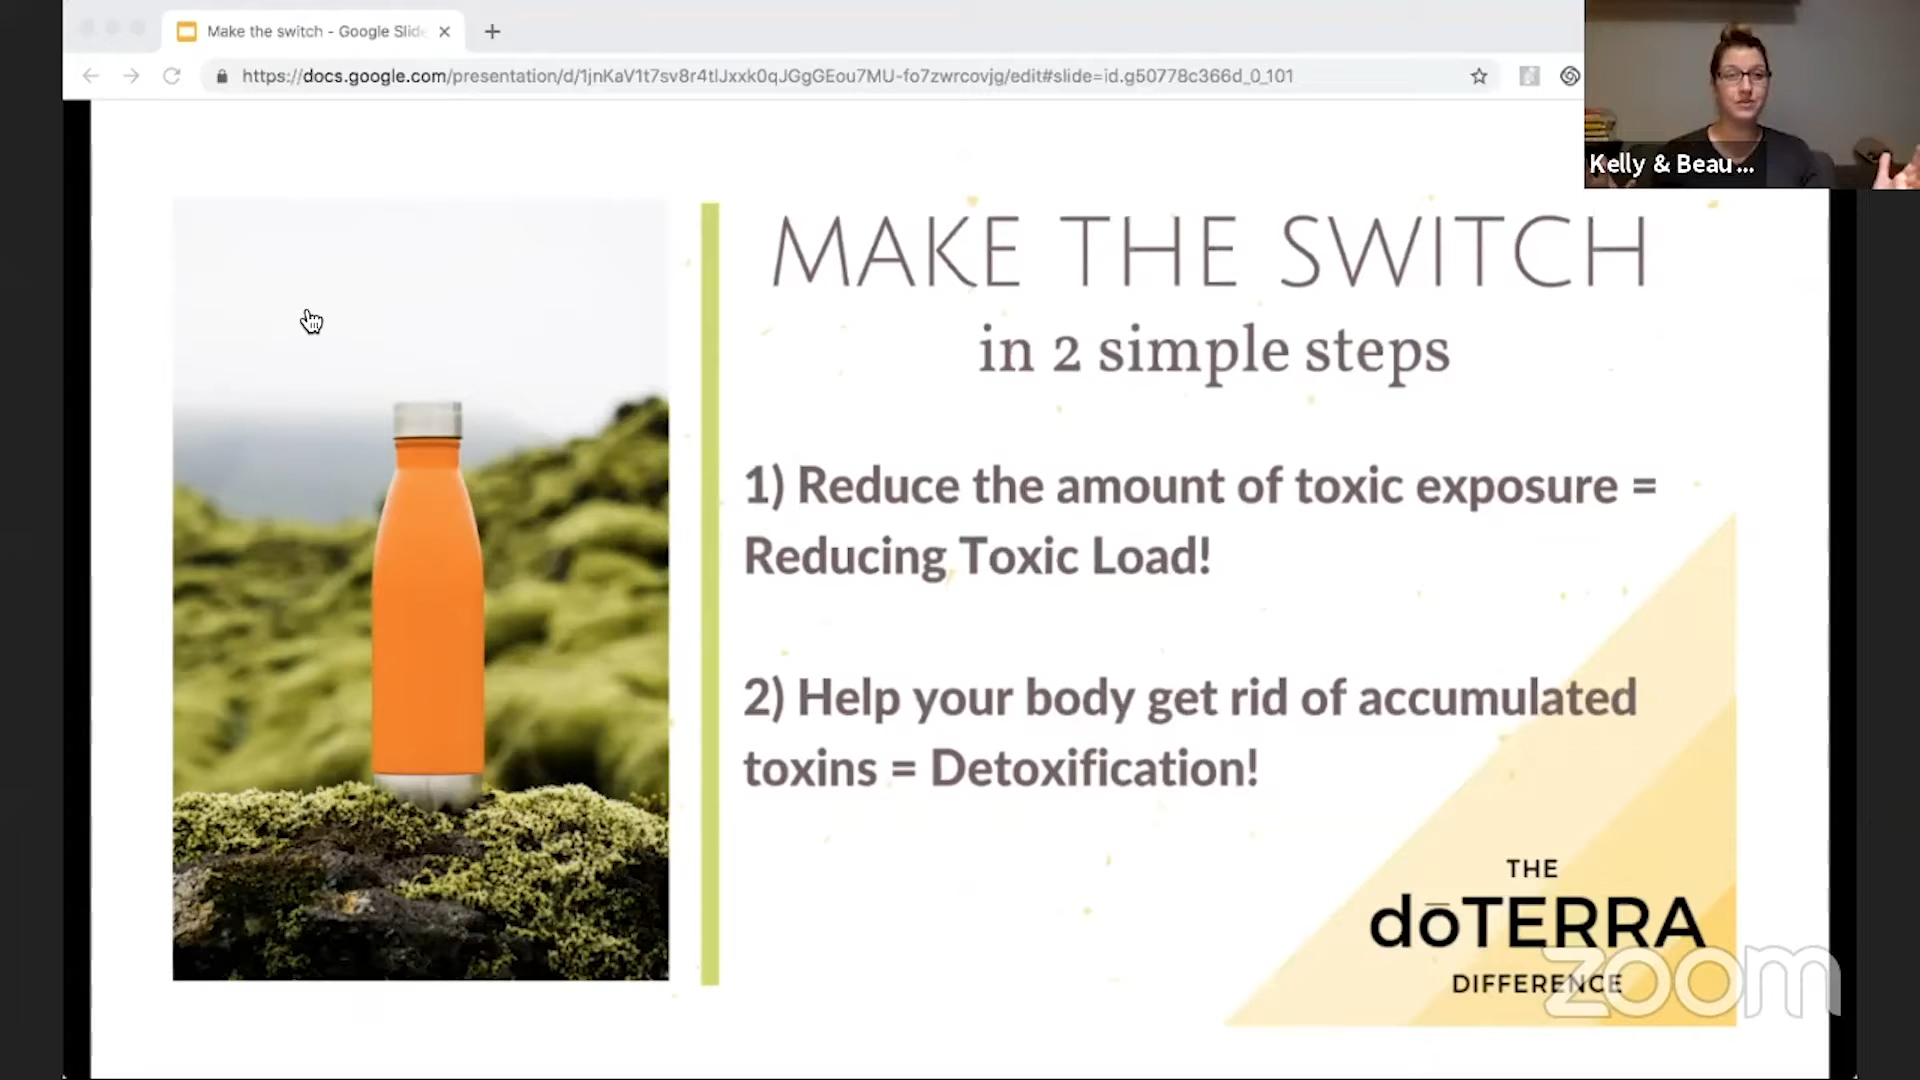 Make the switch - Google Slide
https://docs.google.com/presentation/d/1jnKaV1t7sv8r4tlJxxk0qJGgGEou7MU-fo7zwrcovjg/edit#slide=id.g50778c366d_0_101
Kelly & Beau ...
MAKE THE SWITCH
in 2 simple steps
1) Reduce the amount of toxic exposure =
Reducing Toxic Load!
2) Help your body get rid of accumulated
toxins = Detoxification!
THE
dōTERRA
DIFFERENCE
zoom